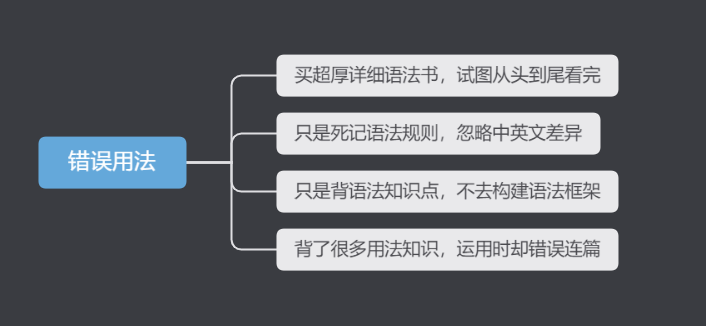 错误用法
买超厚详细语法书，试图从头到尾看完
只是死记语法规则，忽略中英文差异
只是背语法知识点，不去构建语法框架
背了很多用法知识，运用时却错误连篇